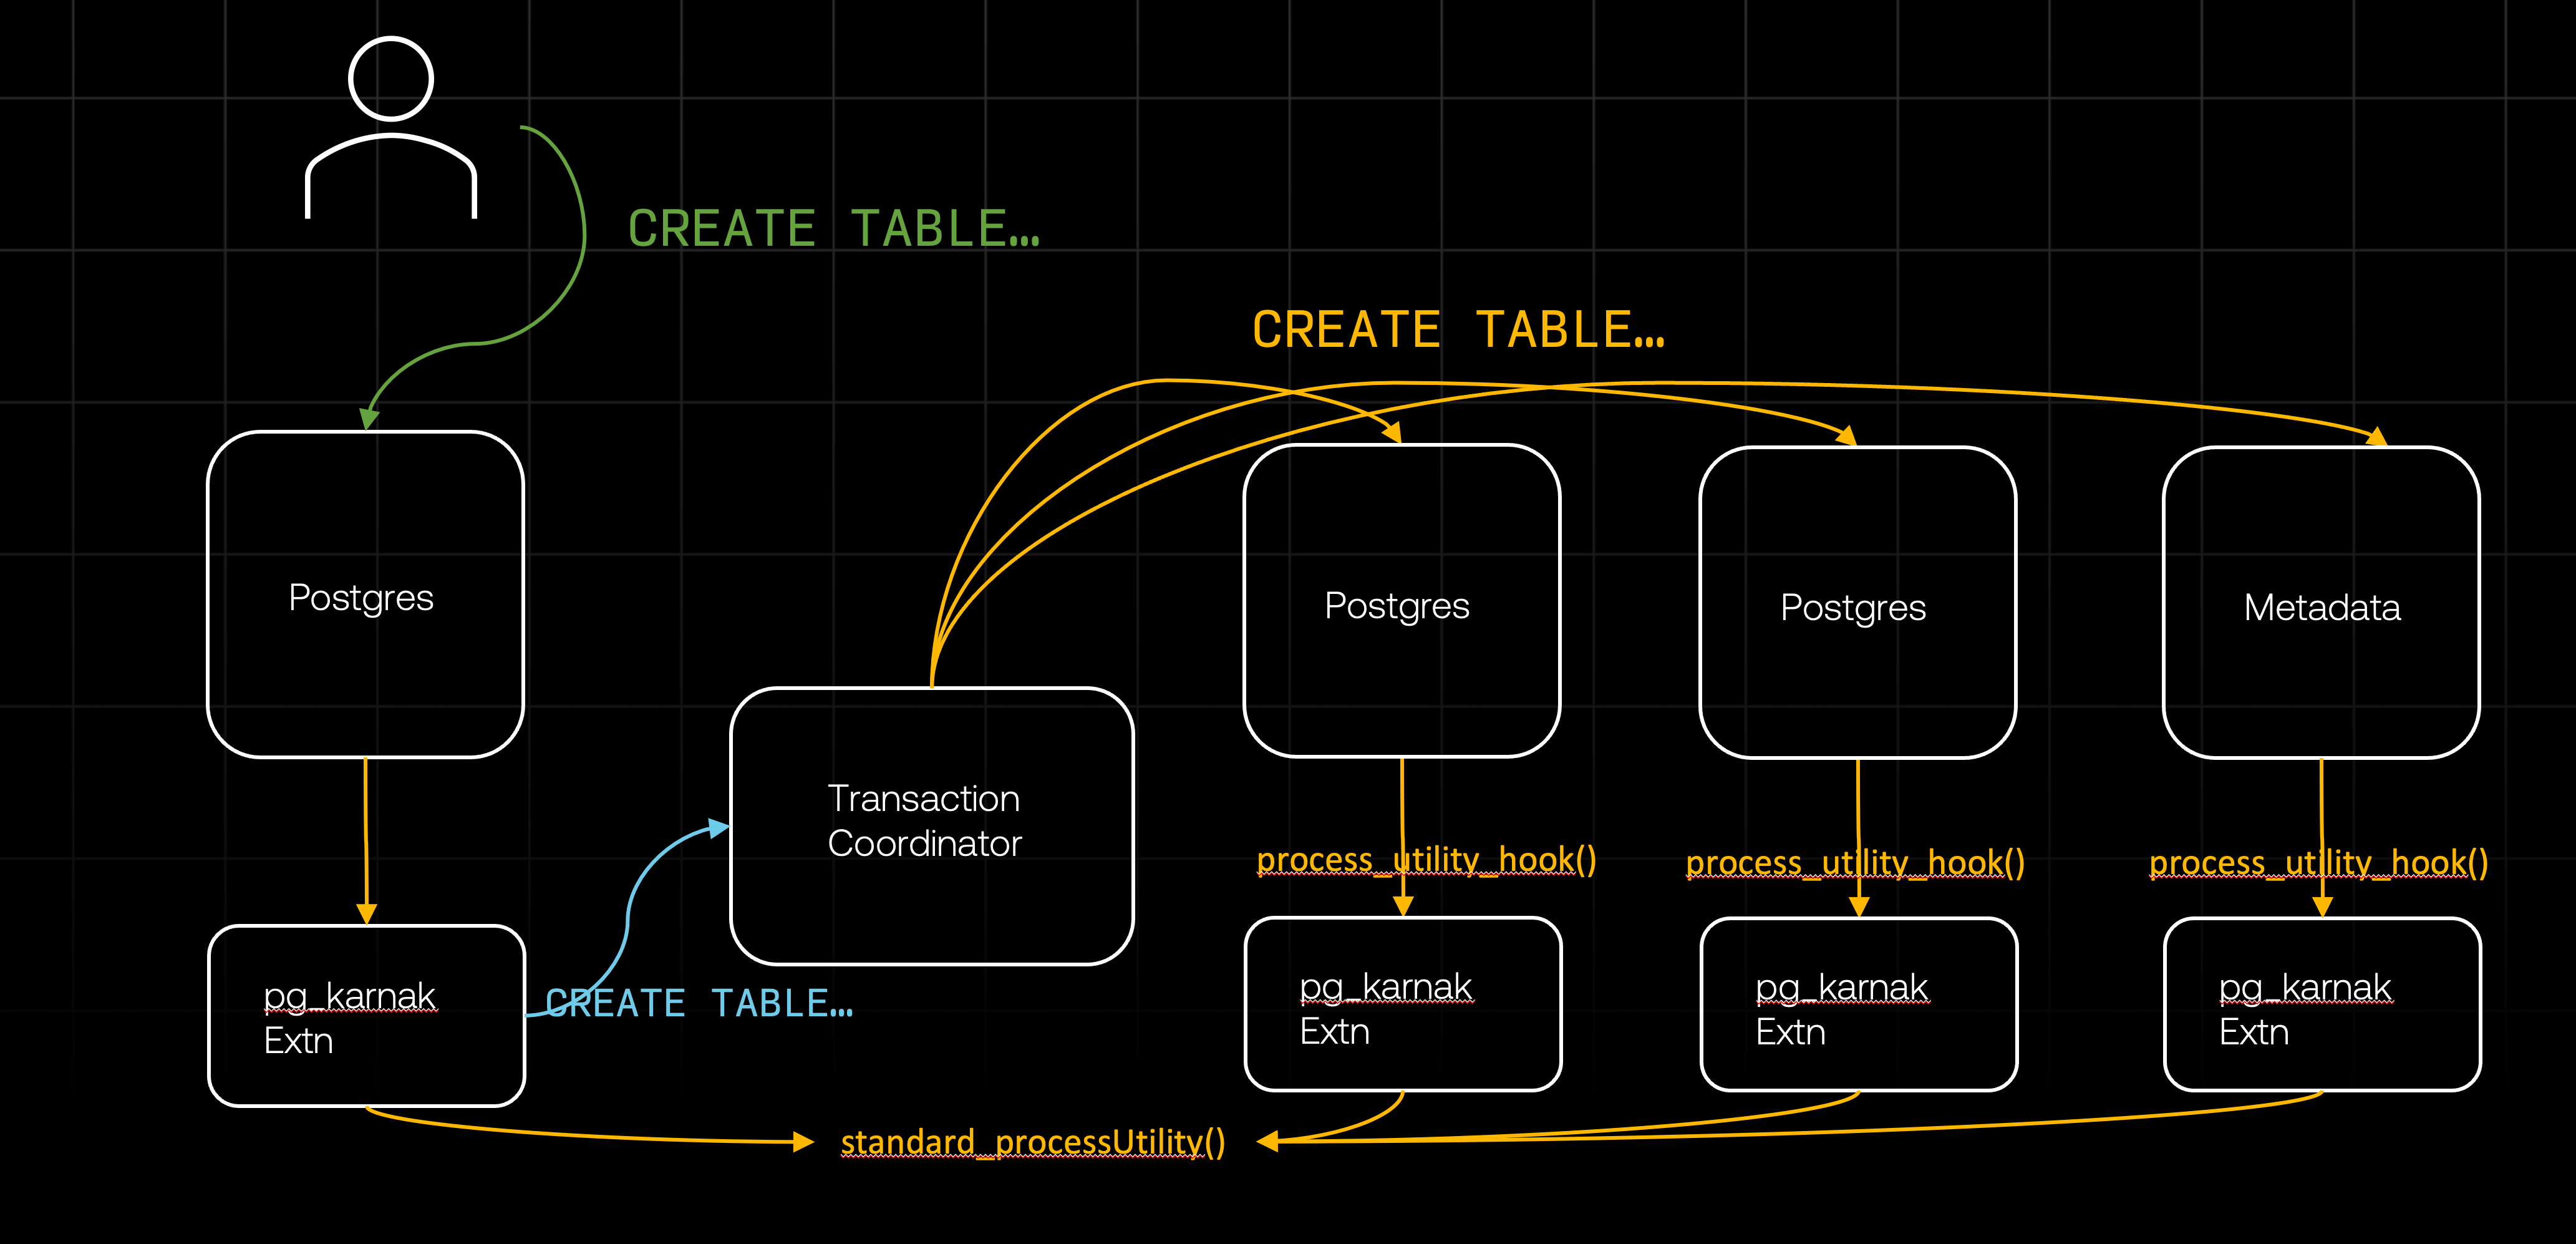 CREATE TABLE…
CREATE TABLE…
Postgres
Postgres
Postgres
Metadata
Transaction
Coordinator
process_utility_hook()
process_utility_hook()
process_utility_hook()
pg_karnak
Extn
CREATE TABLE…
pg_karnak
Extn
pg_karnak
Extn
pg_karnak
Extn
standard_processUtility()